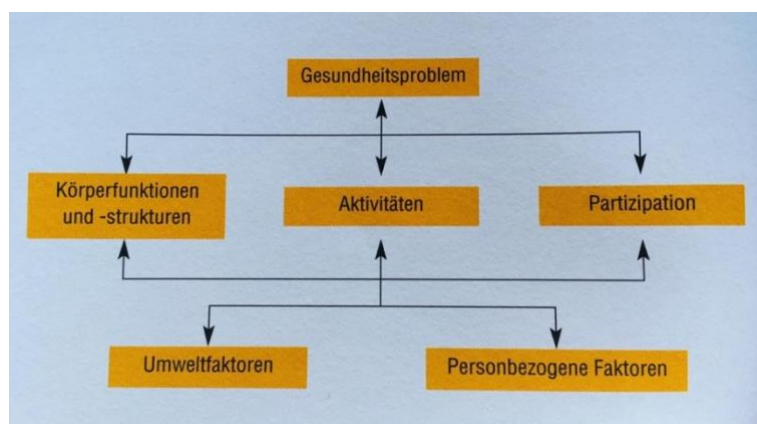 Gesundheitsproblem
Körperfunktionen
und -strukturen
Aktivitäten
Partizipation
Umweltfaktoren
Personbezogene Faktoren